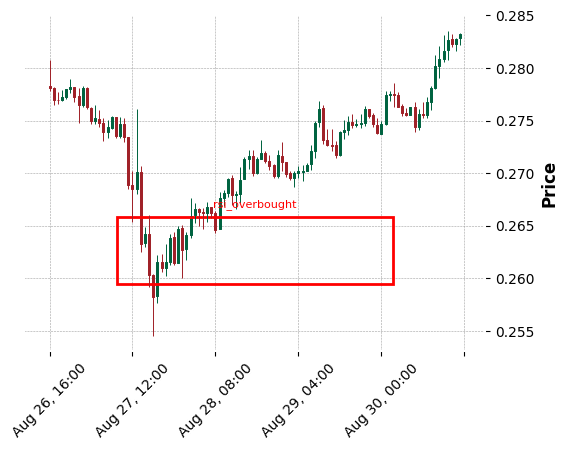 0.285
0.280
0.275
0.270
0.265
0.260
0.255
Price
rsi_overbought
Aug 26, 16:00
Aug 27, 12:00
Aug 28, 08:00
Aug 29, 04:00
Aug 30, 00:00